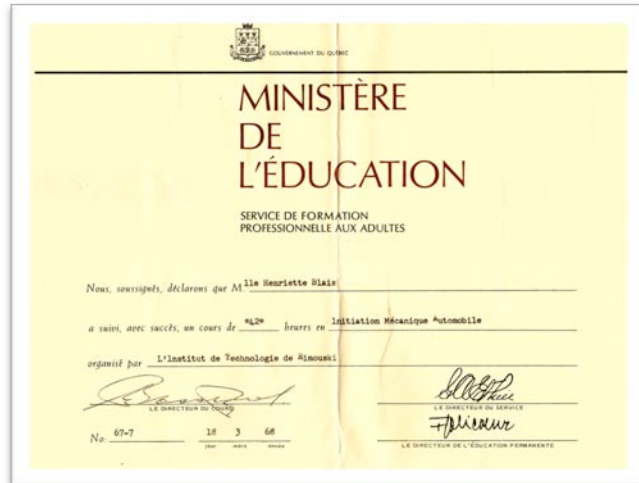 GOUVERNEMENT DU QUÉBEC
MINISTÈRE
DE
L'ÉDUCATION
SERVICE DE FORMATION
PROFESSIONNELLE AUX ADULTES
Nous, soussignés, déclarons que M lle Henriette Blais
a suivi, avec succès, un cours de *42* heures en Initiation Mécanique Automobile
organisé par L'Institut de Technologie de Rimouski
LE DIRECTEUR DU COURS
LE DIRECTEUR DU SERVICE
No: 67-7 18 3 68
jour mois année
LE DIRECTEUR DE L'ÉDUCATION PERMANENTE